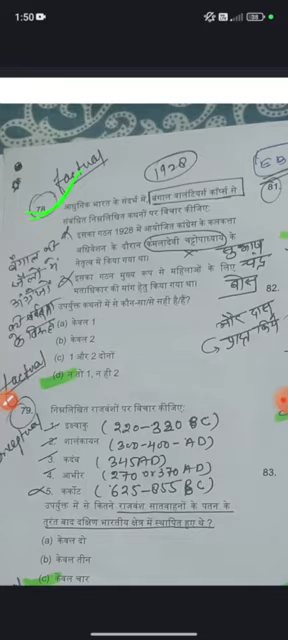 1:50
38
Factual
1928
78.
आधुनिक भारत के संदर्भ में, बंगाल वालंटियर्स कॉर्प्स से
संबंधित निम्नलिखित कथनों पर विचार कीजिए:
1. इसका गठन 1928 में आयोजित कांग्रेस के कलकत्ता
अधिवेशन के दौरान कमलादेवी चट्टोपाध्याय के
नेतृत्व में किया गया था।
सुभाष
चंद्र
बोस
2. इसका गठन मुख्य रूप से महिलाओं के लिए
मताधिकार की मांग हेतु किया गया था।
उपर्युक्त कथनों में से कौन-सा/से सही है/हैं?
(a) केवल 1
(b) केवल 2
(c) 1 और 2 दोनों
(d) न तो 1, न ही 2
बंगाल की
जेलों में
के विरूद्ध
81.
82.
83.
Factual
79.
Conceptual
निम्नलिखित राजवंशों पर विचार कीजिए:
1. इक्ष्वाकु (220-320 BC)
2. शालंकायन (300-400-AD)
3. कदंब (345AD)
4. आभीर (270 or 370 AD)
5. कर्कोट (625-855 BC)
उपर्युक्त में से कितने राजवंश सातवाहनों के पतन के
तुरंत बाद दक्षिण भारतीय क्षेत्र में स्थापित हुए थे?
(a) केवल दो
(b) केवल तीन
(c) केवल चार